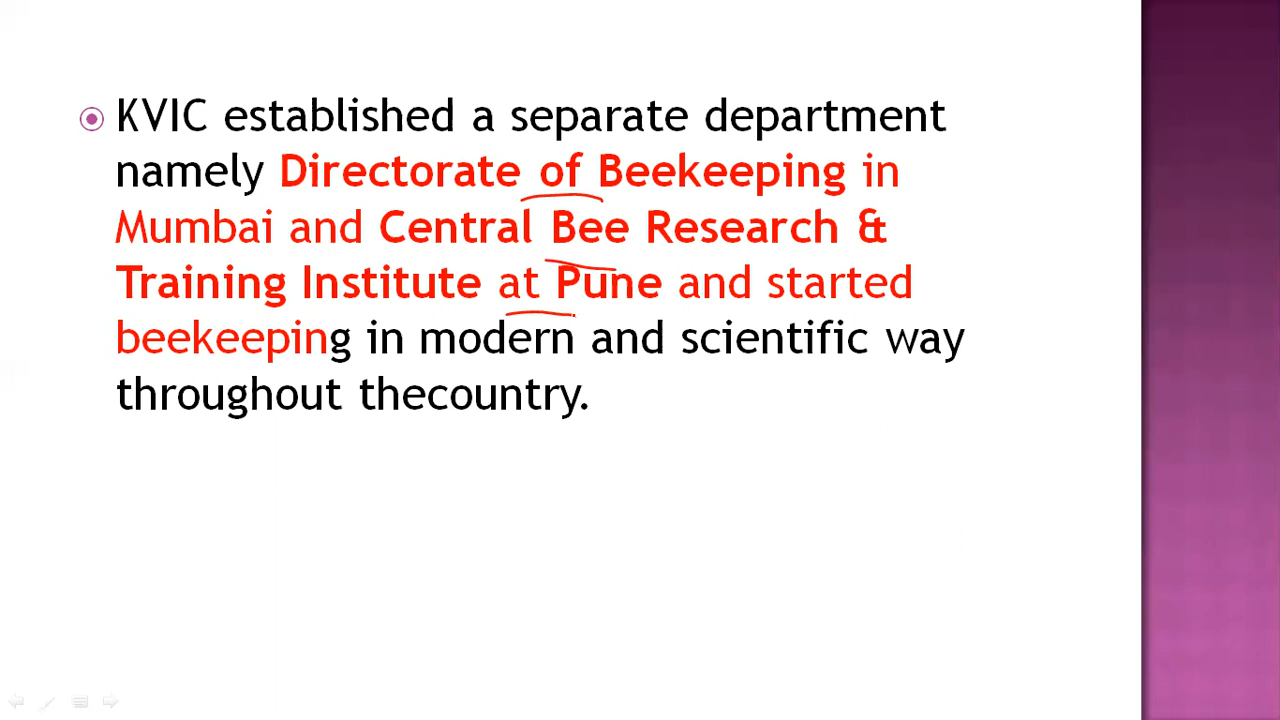 KVIC established a separate department
namely Directorate of Beekeeping in
Mumbai and Central Bee Research &
Training Institute at Pune and started
beekeeping in modern and scientific way
throughout thecountry.